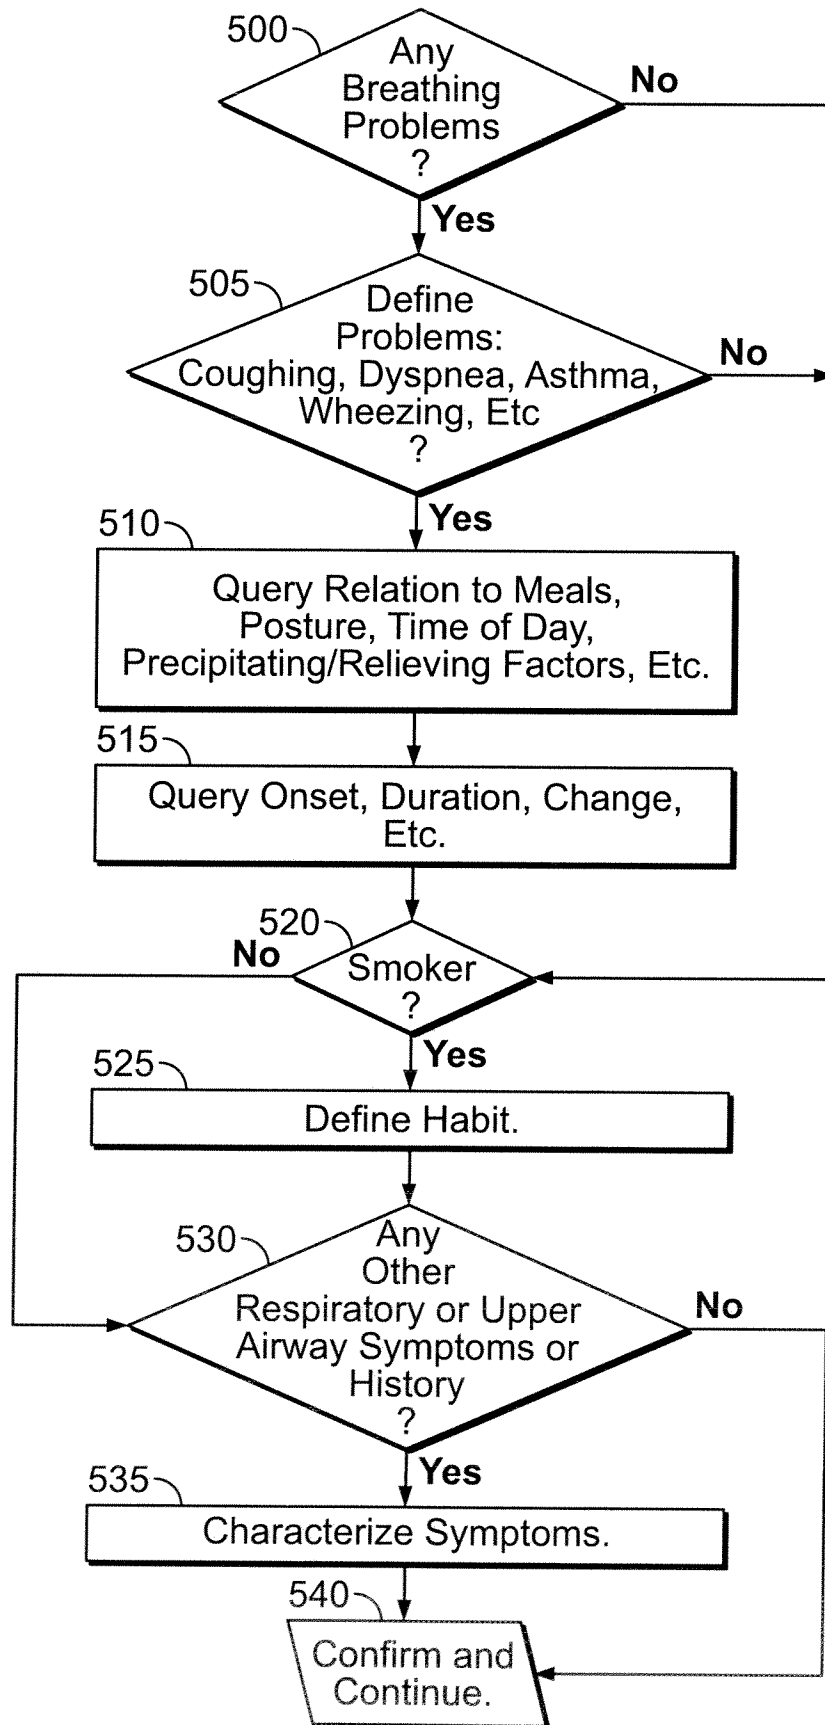 500
Any
Breathing
Problems
?
No
Yes
505
Define
Problems:
Coughing, Dyspnea, Asthma,
Wheezing, Etc
?
No
Yes
510
Query Relation to Meals,
Posture, Time of Day,
Precipitating/Relieving Factors, Etc.
515
Query Onset, Duration, Change,
Etc.
520
No
Smoker
?
Yes
525
Define Habit.
530
Any
Other
Respiratory or Upper
Airway Symptoms or
History
?
No
Yes
535
Characterize Symptoms.
540
Confirm and
Continue.